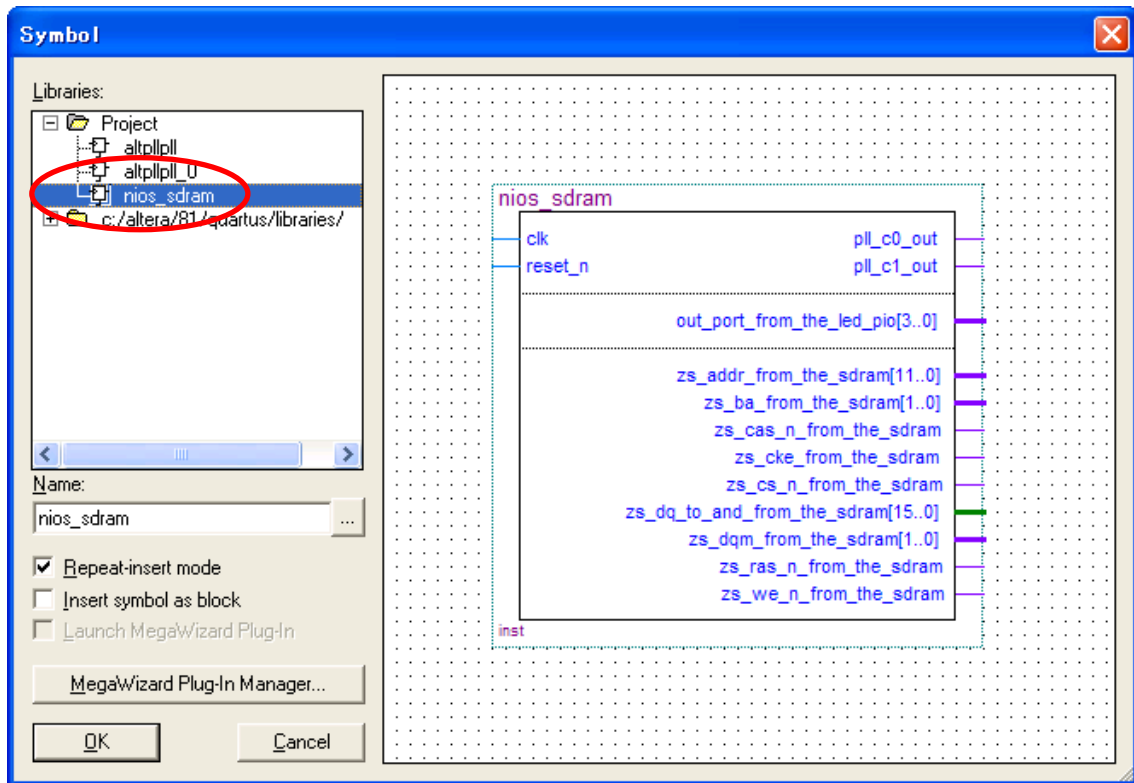 Symbol
Libraries:
Project
altpllpll
altpllpll_0
nios_sdram
c:/altera/81/quartus/libraries/
Name:
nios_sdram
...
Repeat-insert mode
Insert symbol as block
Launch MegaWizard Plug-In
MegaWizard Plug-In Manager...
OK
Cancel
nios_sdram
clk
pll_c0_out
reset_n
pll_c1_out
out_port_from_the_led_pio[3..0]
zs_addr_from_the_sdram[11..0]
zs_ba_from_the_sdram[1..0]
zs_cas_n_from_the_sdram
zs_cke_from_the_sdram
zs_cs_n_from_the_sdram
zs_dq_to_and_from_the_sdram[15..0]
zs_dqm_from_the_sdram[1..0]
zs_ras_n_from_the_sdram
zs_we_n_from_the_sdram
inst